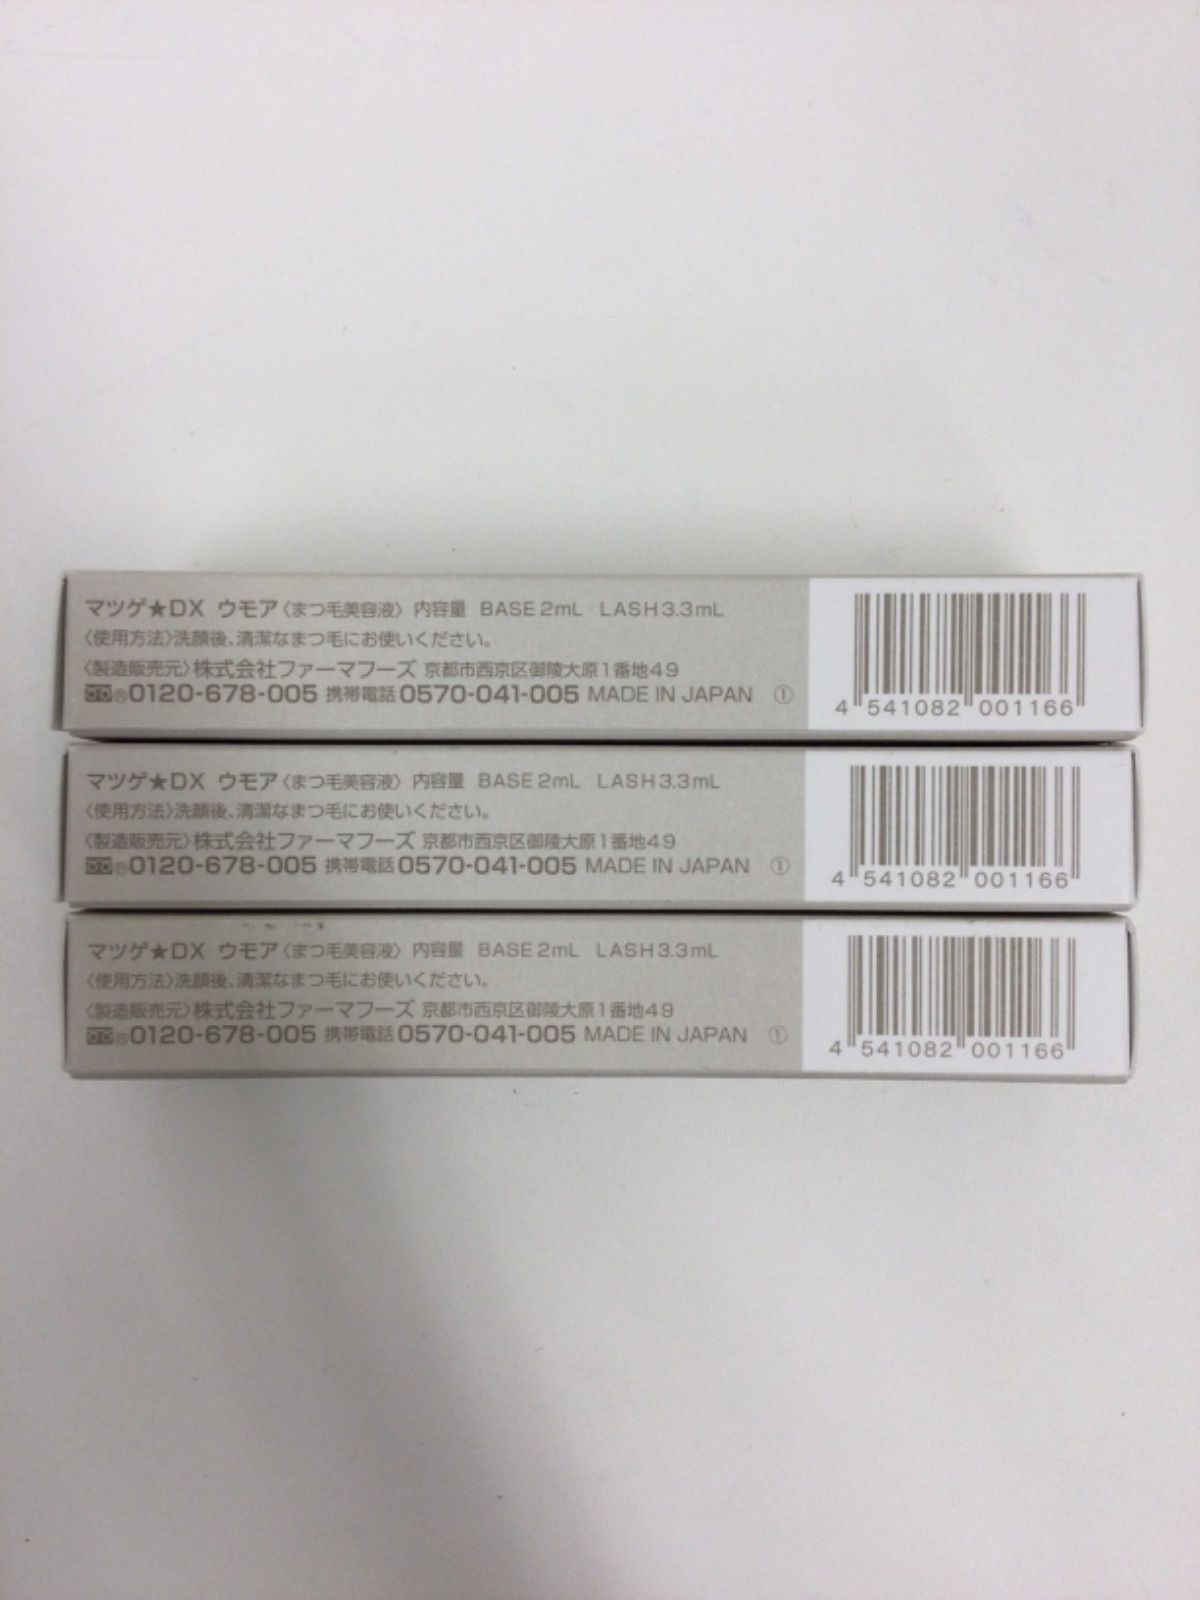 マツゲ★DX ウモア〈まつ毛美容液〉 内容量 BASE 2mL LASH 3.3mL
〈使用方法〉洗顔後、清潔なまつ毛にお使いください。
〈製造販売元〉株式会社ファーマフーズ 京都市西京区御陵大原1番地49
®0120-678-005 携帯電話 0570-041-005 MADE IN JAPAN ①
4 541082 001166
マツゲ★DX ウモア〈まつ毛美容液〉 内容量 BASE 2mL LASH 3.3mL
〈使用方法〉洗顔後、清潔なまつ毛にお使いください。
〈製造販売元〉株式会社ファーマフーズ 京都市西京区御陵大原1番地49
®0120-678-005 携帯電話 0570-041-005 MADE IN JAPAN ①
4 541082 001166
マツゲ★DX ウモア〈まつ毛美容液〉 内容量 BASE 2mL LASH 3.3mL
〈使用方法〉洗顔後、清潔なまつ毛にお使いください。
〈製造販売元〉株式会社ファーマフーズ 京都市西京区御陵大原1番地49
®0120-678-005 携帯電話 0570-041-005 MADE IN JAPAN ①
4 541082 001166